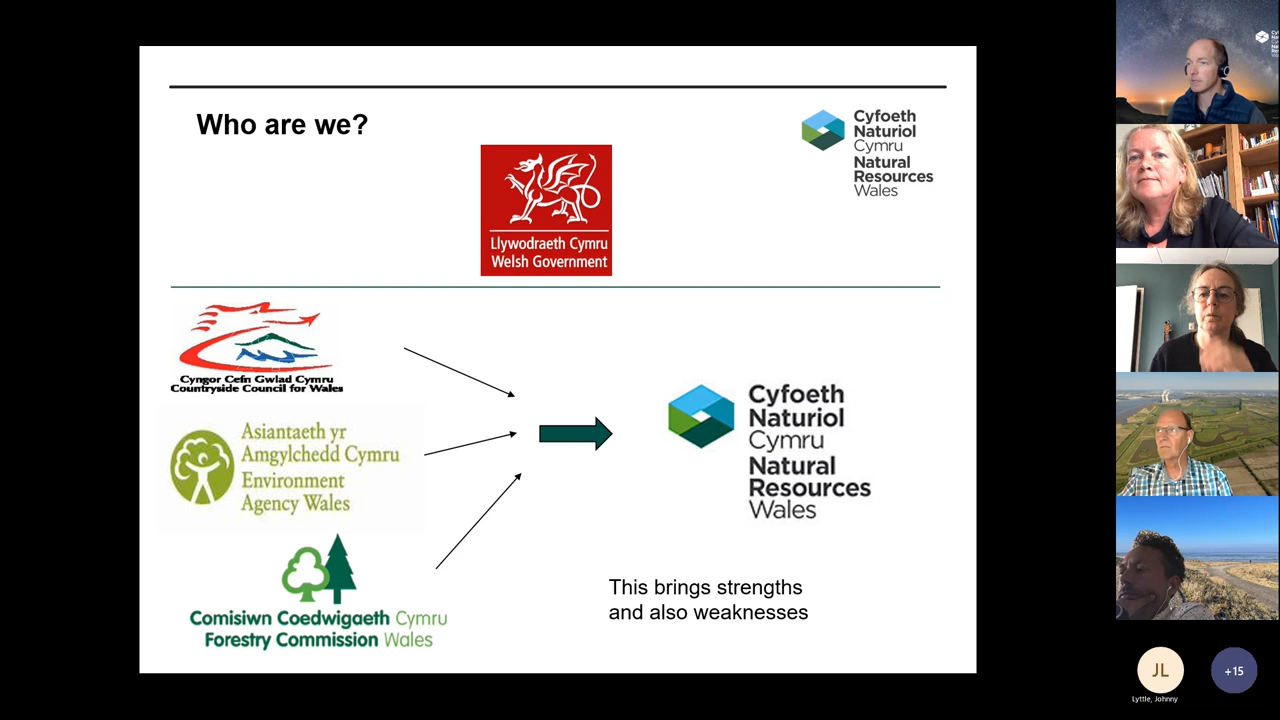 Who are we?
Cyfoeth
Naturiol
Cymru
Natural
Resources
Wales
Llywodraeth Cymru
Welsh Government
Cyngor Cefn Gwlad Cymru
Countryside Council for Wales
Asiantaeth yr
Amgylchedd Cymru
Environment
Agency Wales
Comisiwn Coedwigaeth Cymru
Forestry Commission Wales
Cyfoeth
Naturiol
Cymru
Natural
Resources
Wales
This brings strengths
and also weaknesses
JL
+15
Lyttle, Johnny